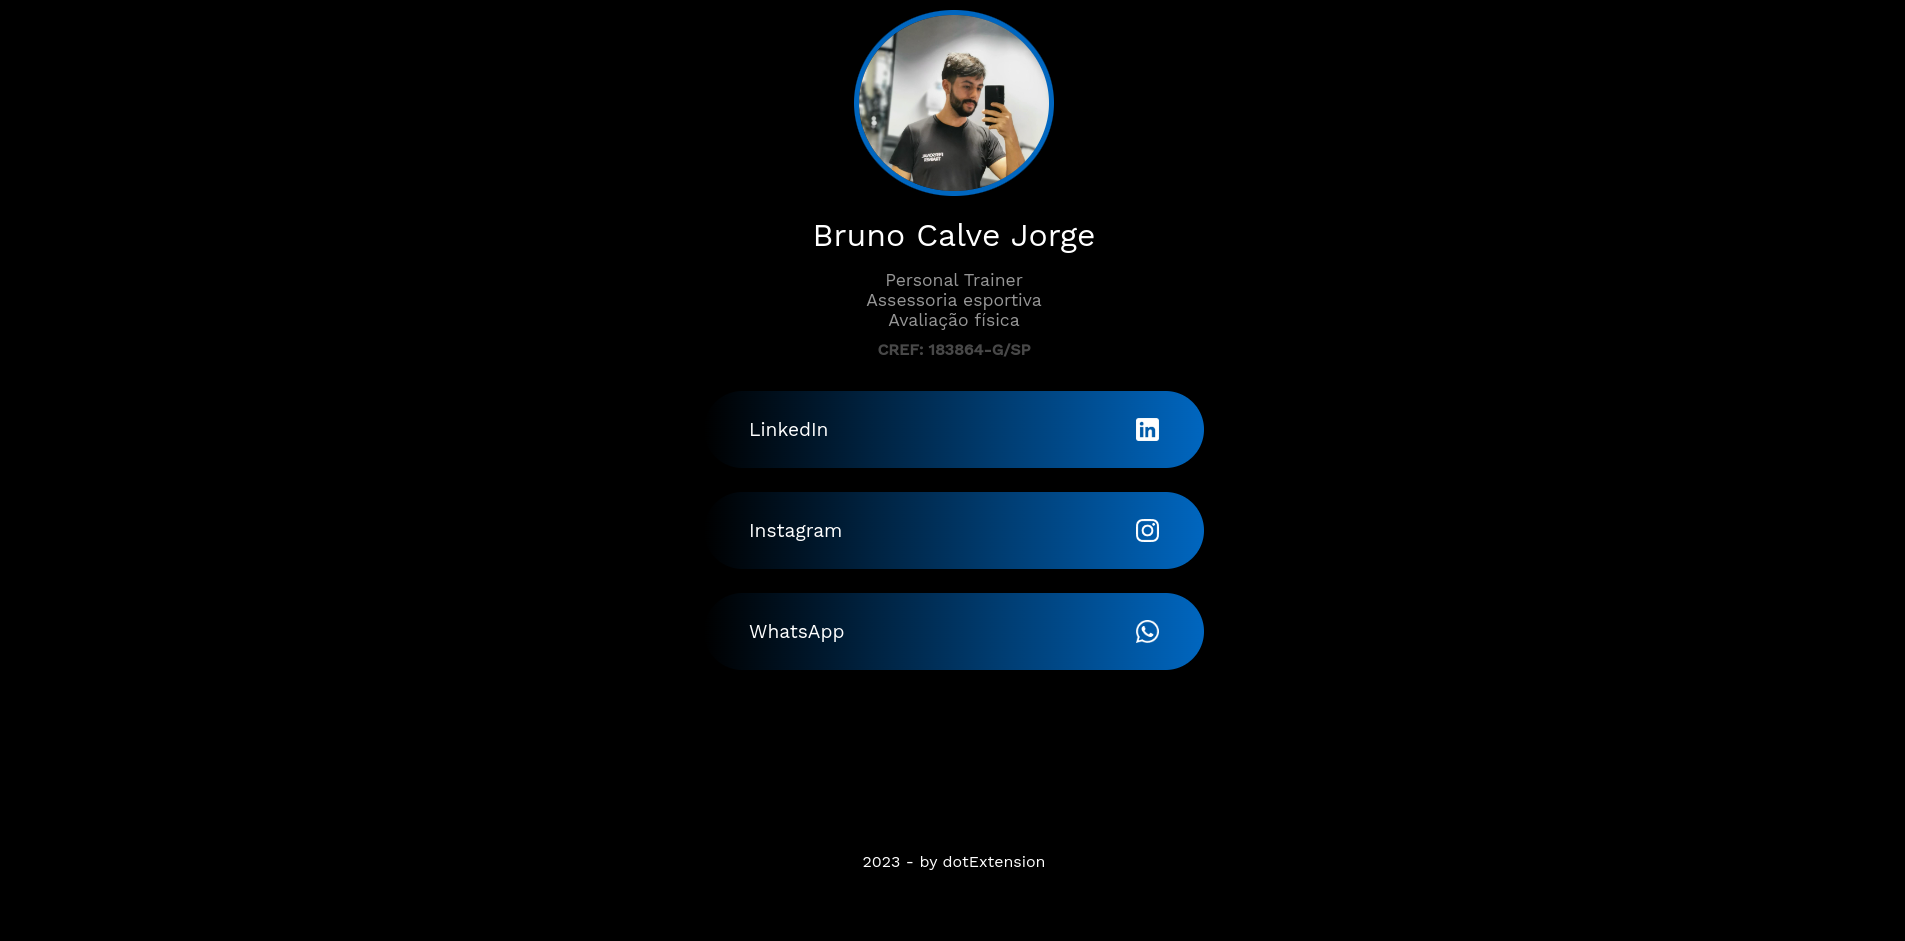 Bruno Calve Jorge
Personal Trainer
Assessoria esportiva
Avaliação física
CREF: 183864-G/SP
LinkedIn
Instagram
WhatsApp
2023 - by dotExtension